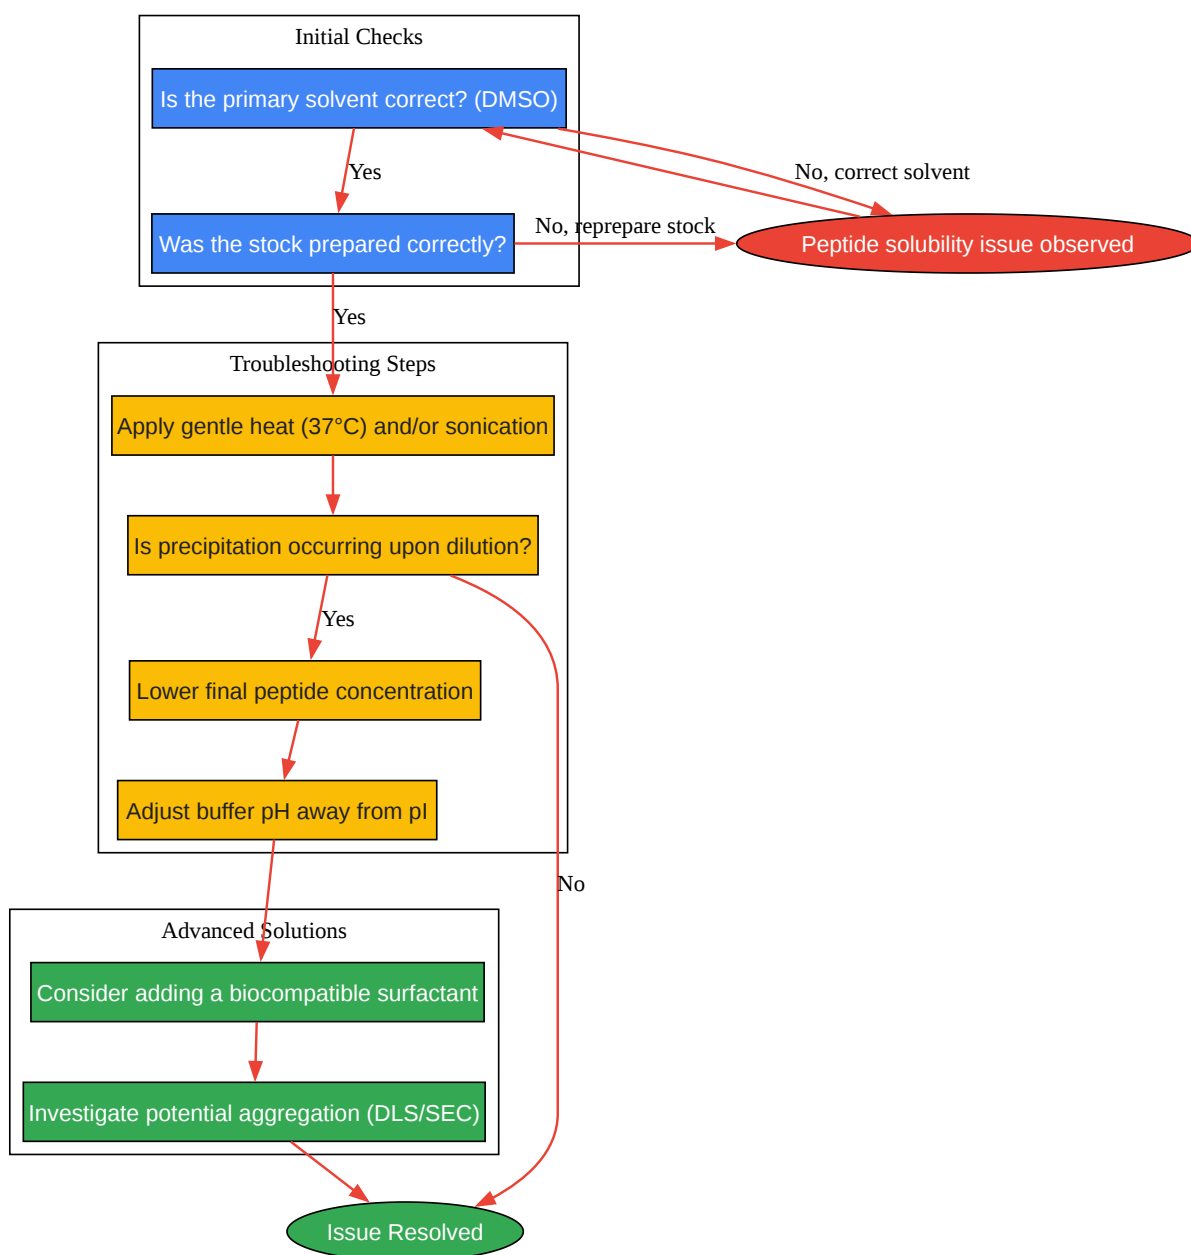 Initial Checks
Is the primary solvent correct? (DMSO)
Yes
No, correct solvent
Was the stock prepared correctly?
No, reprepare stock
Peptide solubility issue observed
Yes
Troubleshooting Steps
Apply gentle heat (37°C) and/or sonication
Is precipitation occurring upon dilution?
Yes
Lower final peptide concentration
Adjust buffer pH away from pI
No
Advanced Solutions
Consider adding a biocompatible surfactant
Investigate potential aggregation (DLS/SEC)
Issue Resolved